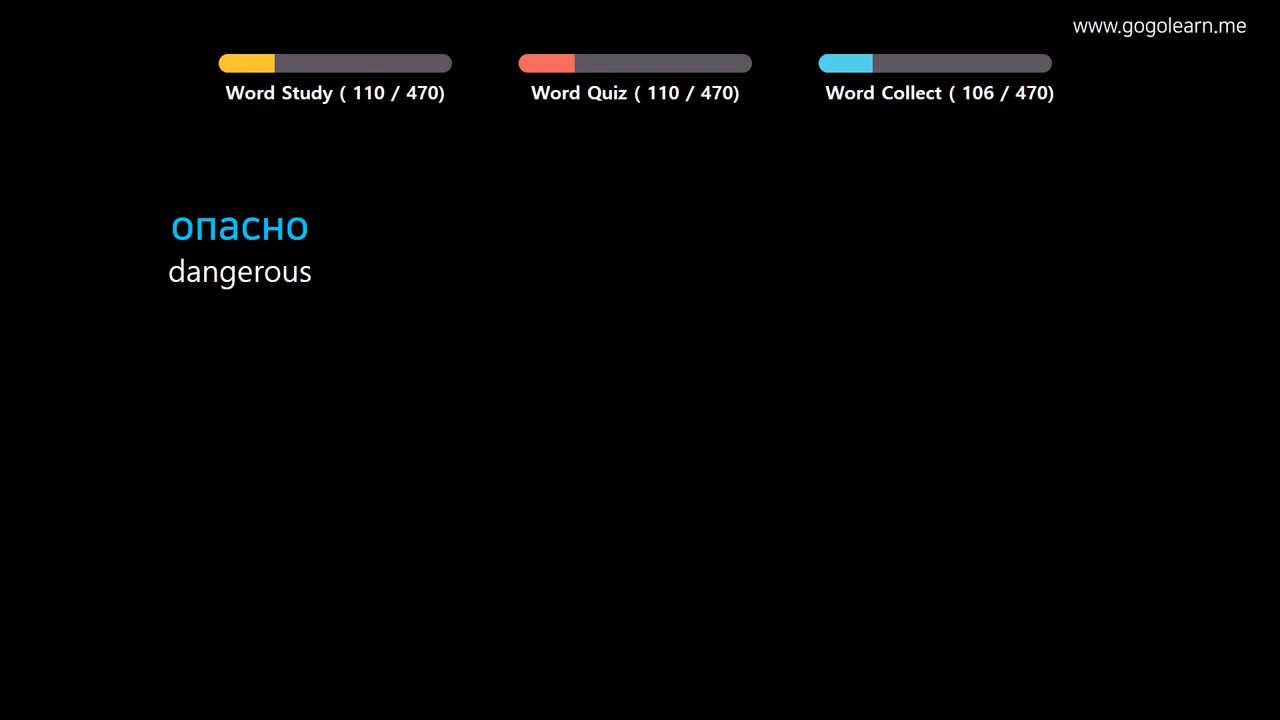 www.gogolearn.me
Word Study ( 110 / 470)
Word Quiz ( 110 / 470)
Word Collect ( 106 / 470)
опасно
dangerous